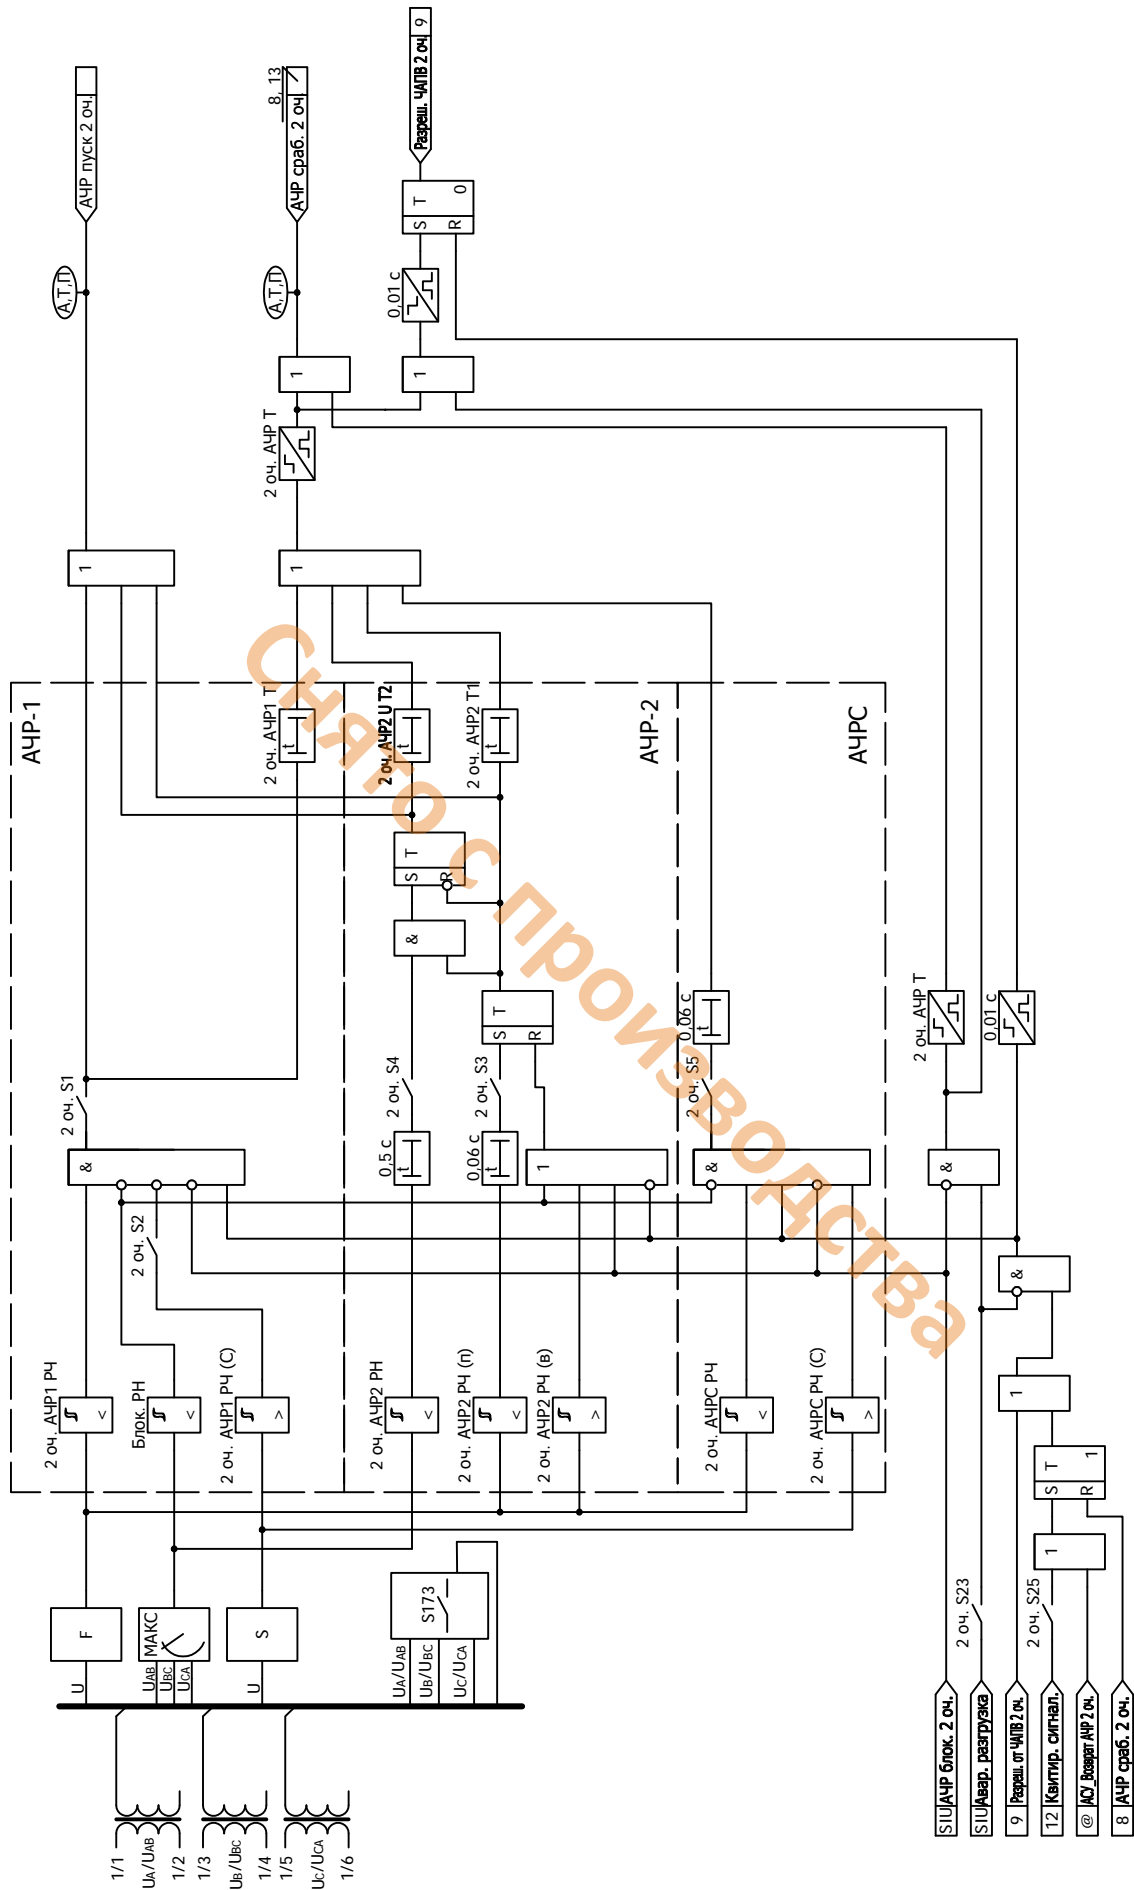 1/1
UA/UAB
1/2
1/3
UB/UBC
1/4
1/5
UC/UCA
1/6
U
F
UAB
UBC
UCA
МАКС
U
S
UA/UAB
UB/UBC
UC/UCA
S173
АЧР-1
2 оч. АЧР1 РЧ
<
Блок. РН
<
2 оч. АЧР1 РЧ (С)
>
2 оч. S2
&
2 оч. S1
2 оч. АЧР1 Т
t
АЧР-2
2 оч. АЧР2 РН
<
2 оч. АЧР2 РЧ (п)
<
2 оч. АЧР2 РЧ (в)
>
0,5 с
t
2 оч. S4
0,06 с
t
2 оч. S3
1
&
S T
R
S T
R
2 оч. АЧР2 U Т2
t
2 оч. АЧР2 Т1
t
АЧРС
2 оч. АЧРС РЧ
<
2 оч. АЧРС РЧ (С)
>
&
2 оч. S5
0,06 с
t
1
А,Т,П
АЧР пуск 2 оч.
1
2 оч. АЧР Т
1
А,Т,П
АЧР сраб. 2 оч.
8, 13
1
0,01 с
S T
R 0
Разреш. ЧАПВ 2 оч. 9
SIU АЧР блок. 2 оч.
&
2 оч. АЧР Т
SIU Авар. разгрузка
2 оч. S23
9 Разреш. от ЧАПВ 2 оч.
1
&
0,01 с
12 Квитир. сигнал.
2 оч. S25
@ АСУ_Возврат АЧР 2 оч.
1
S T
R 1
8 АЧР сраб. 2 оч.
Снято с производства